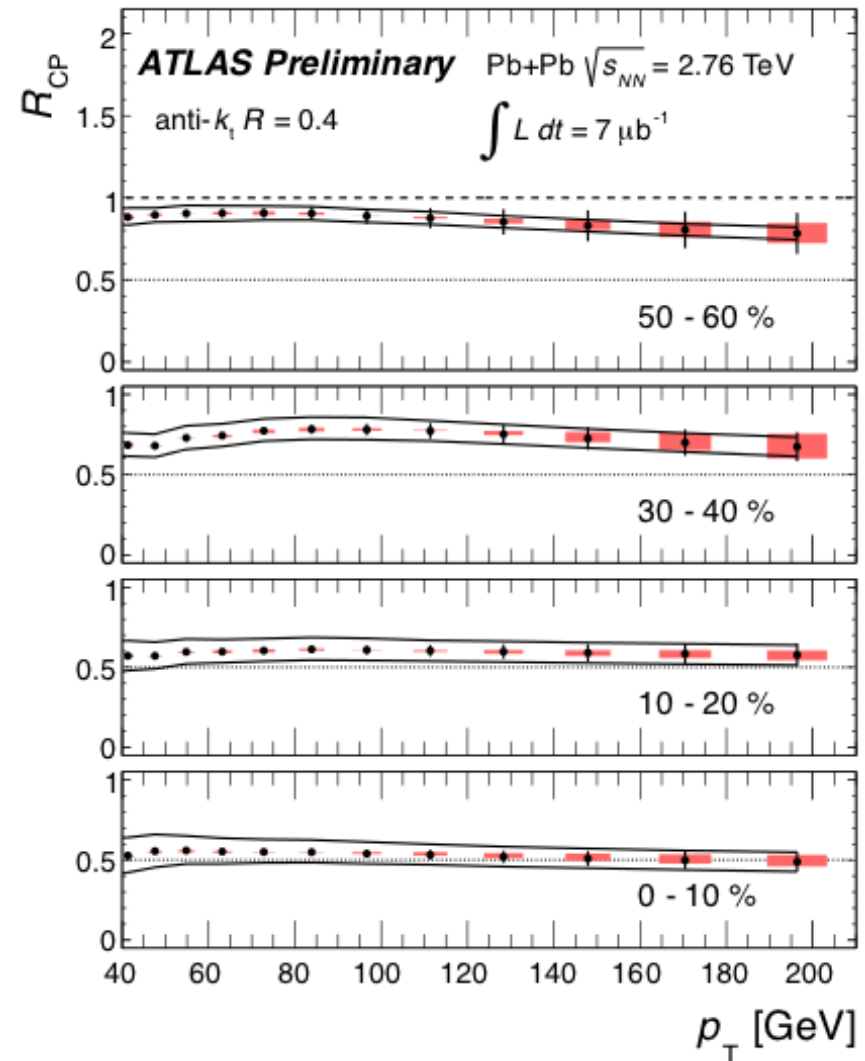 ATLAS Preliminary Pb+Pb √s_NN = 2.76 TeV
anti-k_t R = 0.4 ∫ L dt = 7 μb⁻¹
R_CP
2
1.5
1
0.5
0
50 - 60 %
1
0.5
0
30 - 40 %
1
0.5
0
10 - 20 %
1
0.5
0
0 - 10 %
40 60 80 100 120 140 160 180 200
p_T [GeV]